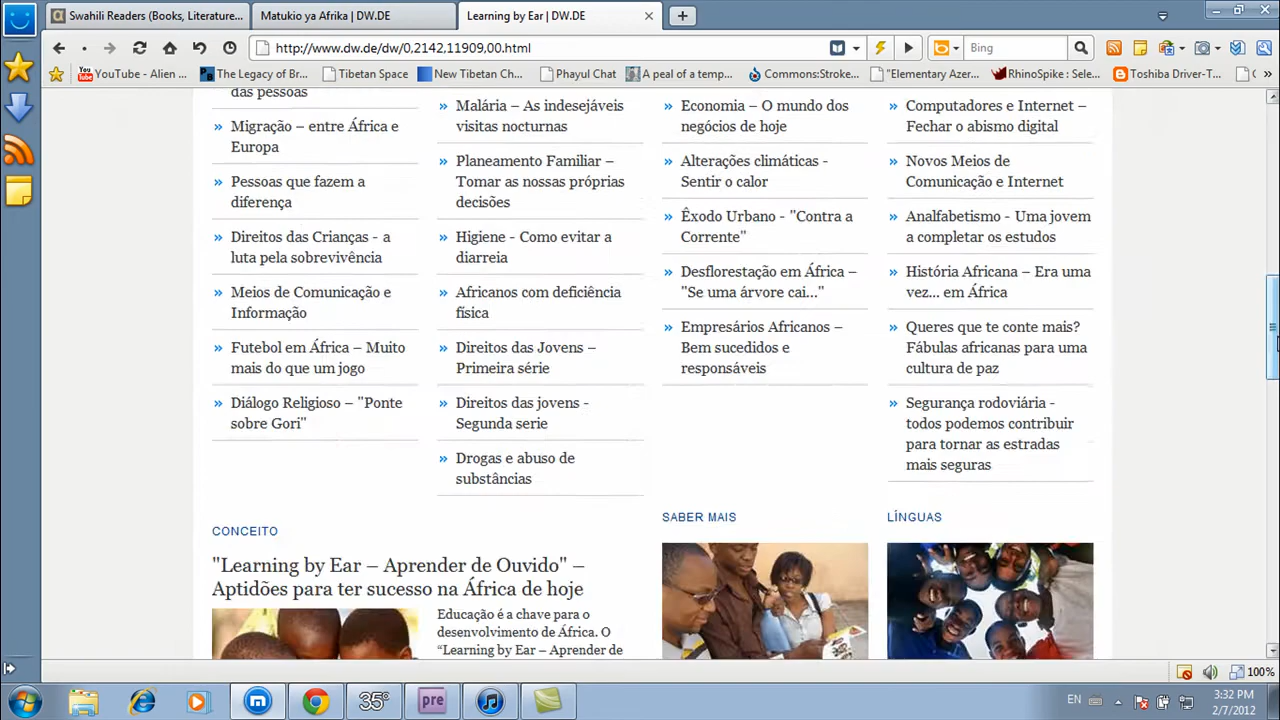 Swahili Readers (Books, Literature...
Matukio ya Afrika | DW.DE
Learning by Ear | DW.DE
http://www.dw.de/dw/0,2142,11909,00.html
Bing
YouTube - Alien ...
The Legacy of Br...
Tibetan Space
New Tibetan Ch...
Phayul Chat
A peal of a temp...
Commons:Stroke...
"Elementary Azer...
RhinoSpike : Sele...
Toshiba Driver-T...
das pessoas
» Migração – entre África e
Europa
» Pessoas que fazem a
diferença
» Direitos das Crianças - a
luta pela sobrevivência
» Meios de Comunicação e
Informação
» Futebol em África – Muito
mais do que um jogo
» Diálogo Religioso – "Ponte
sobre Gori"
» Malária – As indesejáveis
visitas nocturnas
» Planeamento Familiar –
Tomar as nossas próprias
decisões
» Higiene - Como evitar a
diarreia
» Africanos com deficiência
física
» Direitos das Jovens –
Primeira série
» Direitos das jovens -
Segunda serie
» Drogas e abuso de
substâncias
» Economia – O mundo dos
negócios de hoje
» Alterações climáticas -
Sentir o calor
» Êxodo Urbano - "Contra a
Corrente"
» Desflorestação em África –
"Se uma árvore cai..."
» Empresários Africanos –
Bem sucedidos e
responsáveis
» Computadores e Internet –
Fechar o abismo digital
» Novos Meios de
Comunicação e Internet
» Analfabetismo - Uma jovem
a completar os estudos
» História Africana – Era uma
vez... em África
» Queres que te conte mais?
Fábulas africanas para uma
cultura de paz
» Segurança rodoviária -
todos podemos contribuir
para tornar as estradas
mais seguras
CONCEITO
"Learning by Ear – Aprender de Ouvido" –
Aptidões para ter sucesso na África de hoje
Educação é a chave para o
desenvolvimento de África. O
“Learning by Ear – Aprender de
SABER MAIS
LÍNGUAS
100%
35°
pre
EN
3:32 PM
2/7/2012